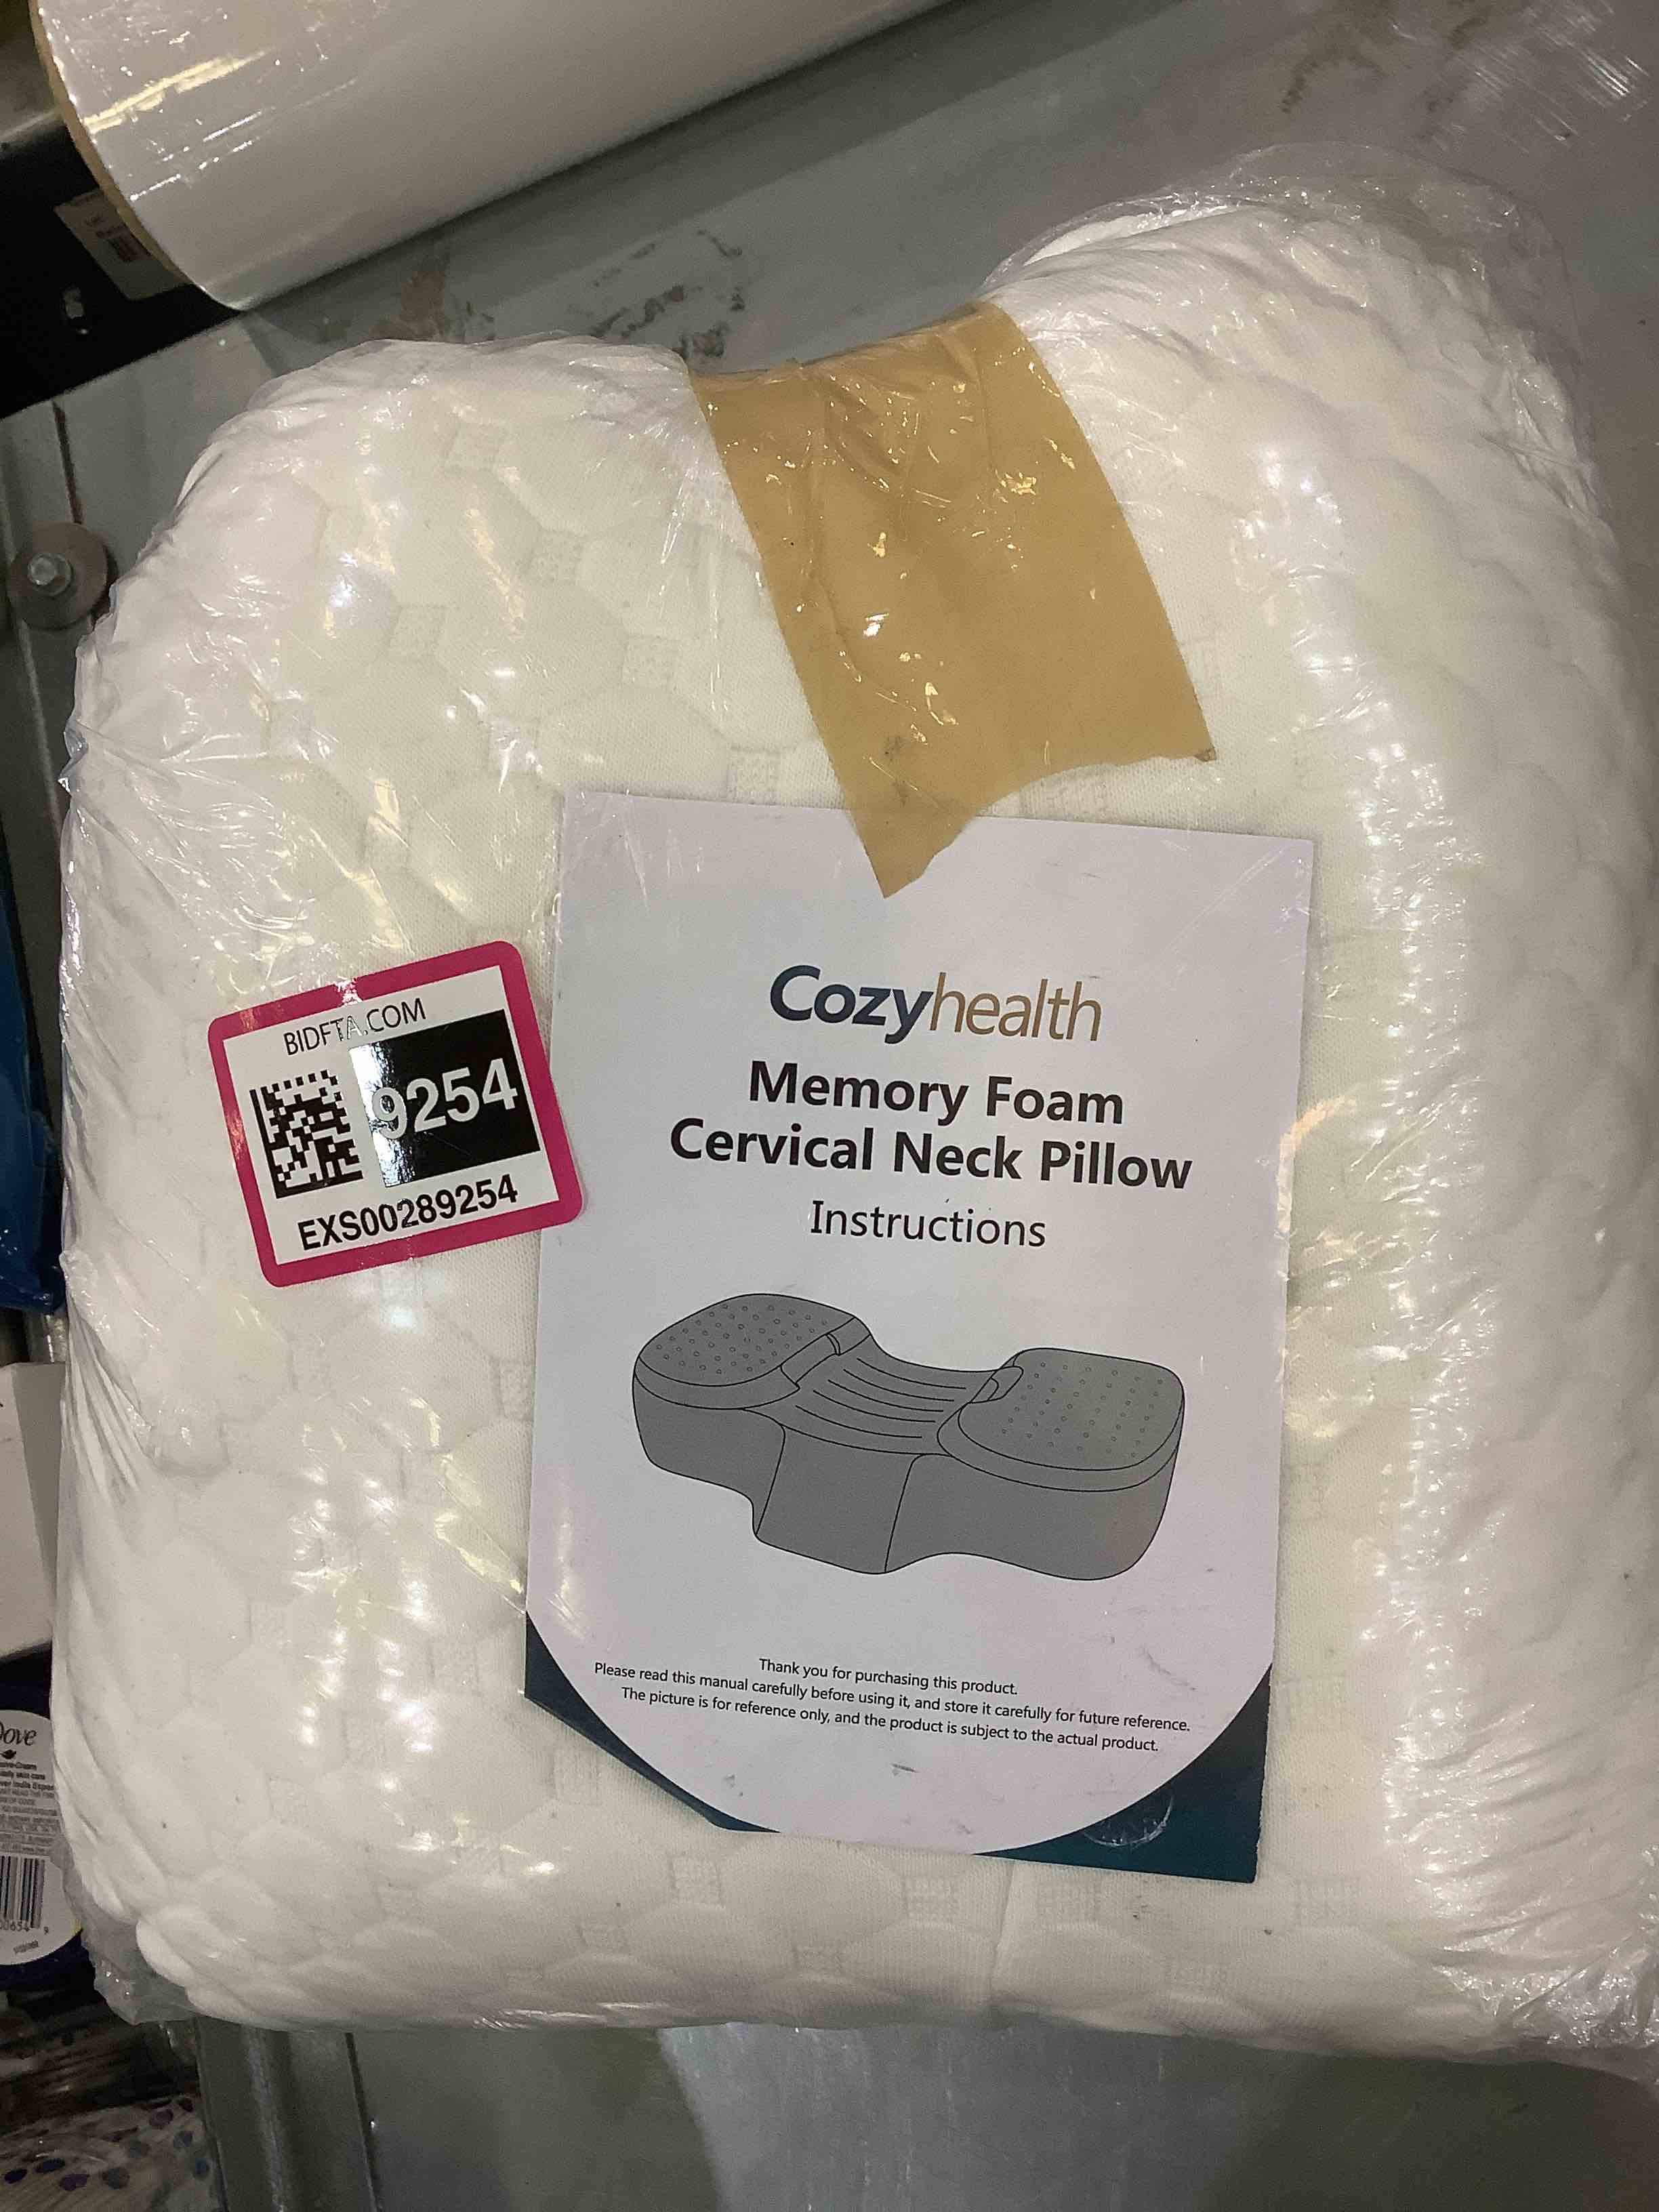 BIDFTA.COM
9254
EXS00289254
Cozyhealth
Memory Foam
Cervical Neck Pillow
Instructions
Thank you for purchasing this product.
Please read this manual carefully before using it, and store it carefully for future reference.
The picture is for reference only, and the product is subject to the actual product.
Dove